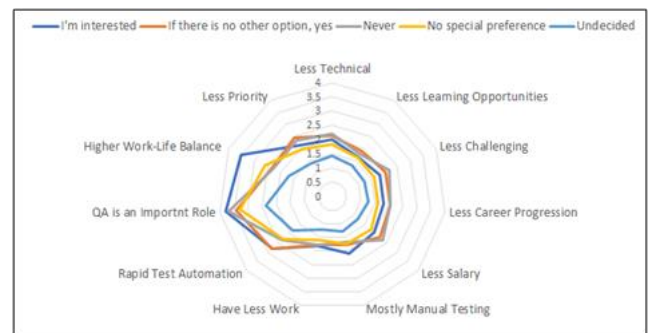 I'm interested If there is no other option, yes Never No special preference Undecided
Less Technical
Less Priority
Less Learning Opportunities
Higher Work-Life Balance
Less Challenging
QA is an Importnt Role
Less Career Progression
Rapid Test Automation
Less Salary
Have Less Work
Mostly Manual Testing
4
3.5
3
2.5
2
1.5
1
0.5
0